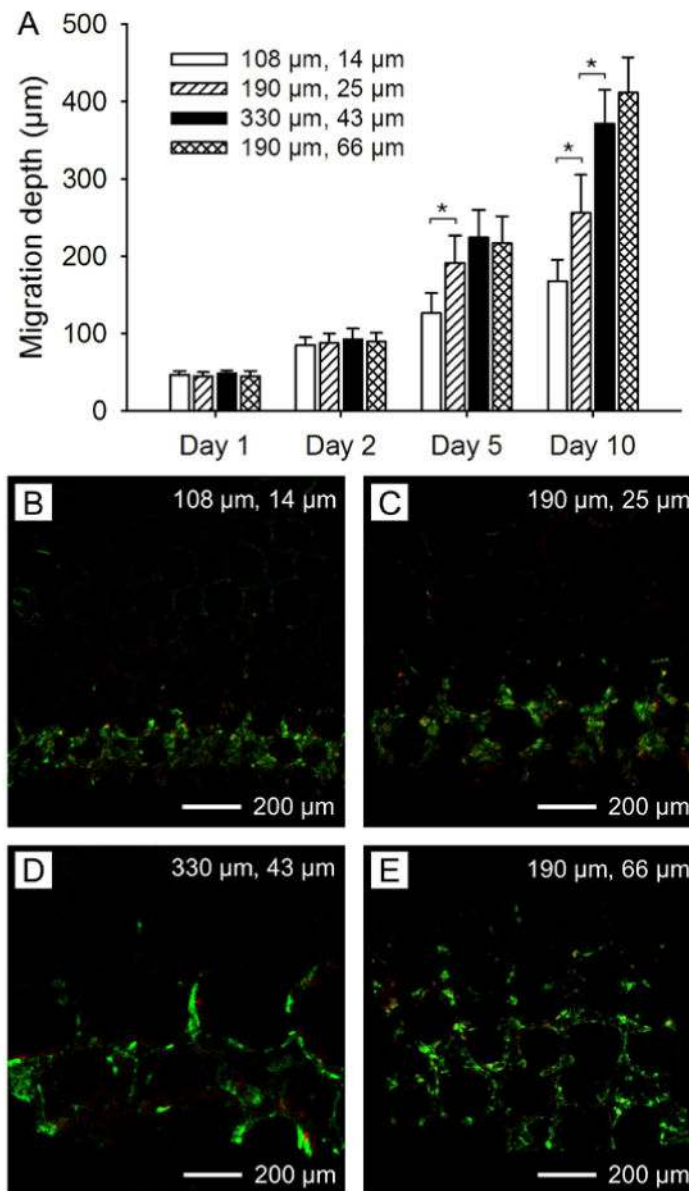 A
500
400
300
200
100
0
Migration depth (µm)
108 µm, 14 µm
190 µm, 25 µm
330 µm, 43 µm
190 µm, 66 µm
*
*
*
Day 1 Day 2 Day 5 Day 10
B 108 µm, 14 µm
200 µm
C 190 µm, 25 µm
200 µm
D 330 µm, 43 µm
200 µm
E 190 µm, 66 µm
200 µm